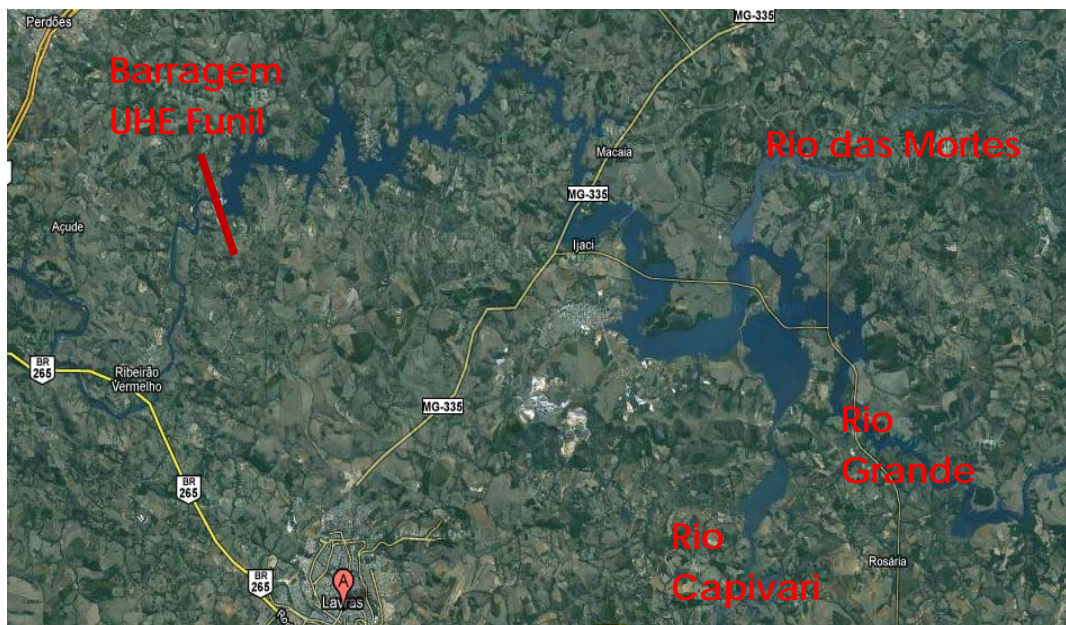 Perdões
MG-335
Barragem
UHE Funil
Rio das Mortes
Macaia
MG-335
Açude
Ijaci
BR
265
Ribeirão
Vermelho
MG-335
Rio
Grande
BR
265
Rio
Capivari
Rosária
BR
265
A
Lavras